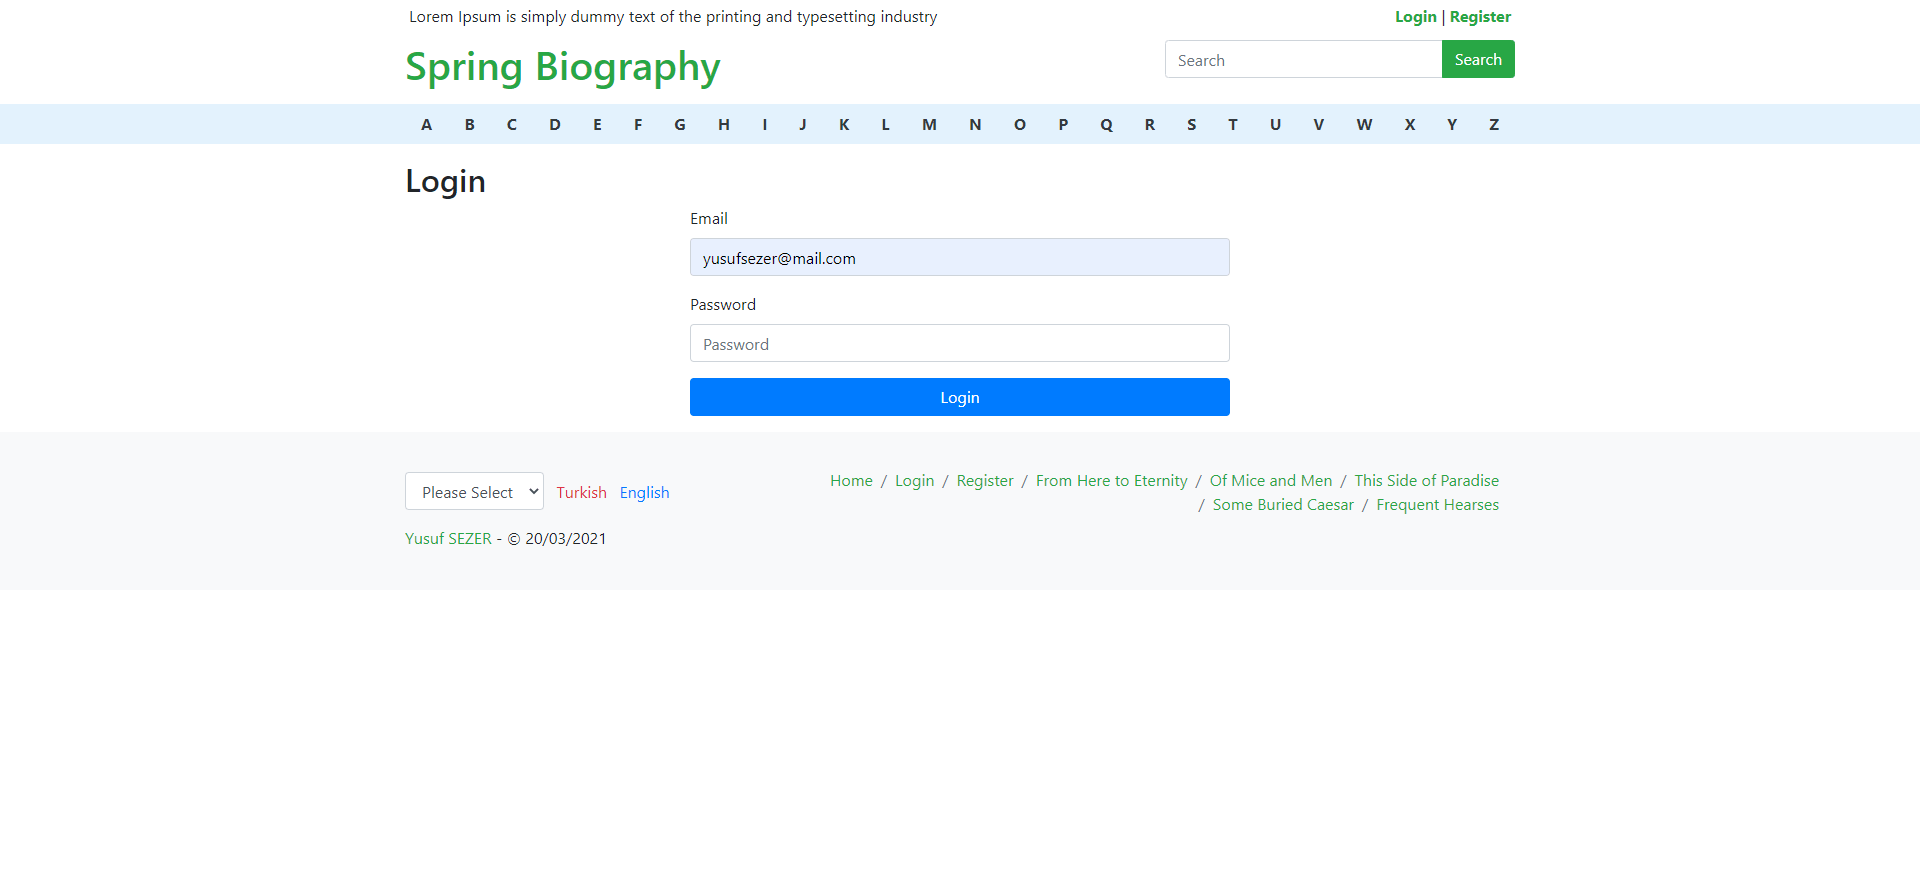 Lorem Ipsum is simply dummy text of the printing and typesetting industry
Login | Register
Spring Biography
Search
Search
A B C D E F G H I J K L M N O P Q R S T U V W X Y Z
Login
Email
yusufsezer@mail.com
Password
Password
Login
Please Select Turkish English
Home / Login / Register / From Here to Eternity / Of Mice and Men / This Side of Paradise
/ Some Buried Caesar / Frequent Hearses
Yusuf SEZER - © 20/03/2021